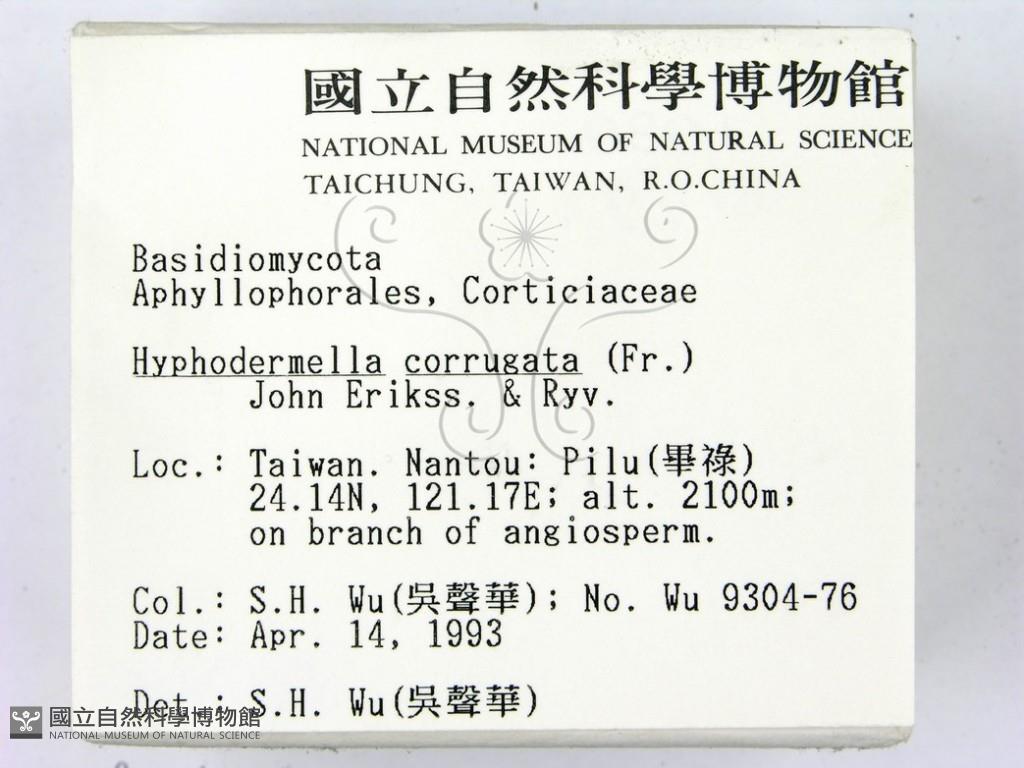 國立自然科學博物館
NATIONAL MUSEUM OF NATURAL SCIENCE
TAICHUNG, TAIWAN, R.O.CHINA
Basidiomycota
Aphyllophorales, Corticiaceae
Hyphodermella corrugata (Fr.)
John Erikss. & Ryv.
Loc.: Taiwan. Nantou: Pilu(畢祿)
24.14N, 121.17E; alt. 2100m;
on branch of angiosperm.
Col.: S.H. Wu(吳聲華); No. Wu 9304-76
Date: Apr. 14, 1993
Det.: S.H. Wu(吳聲華)
國立自然科學博物館
NATIONAL MUSEUM OF NATURAL SCIENCE